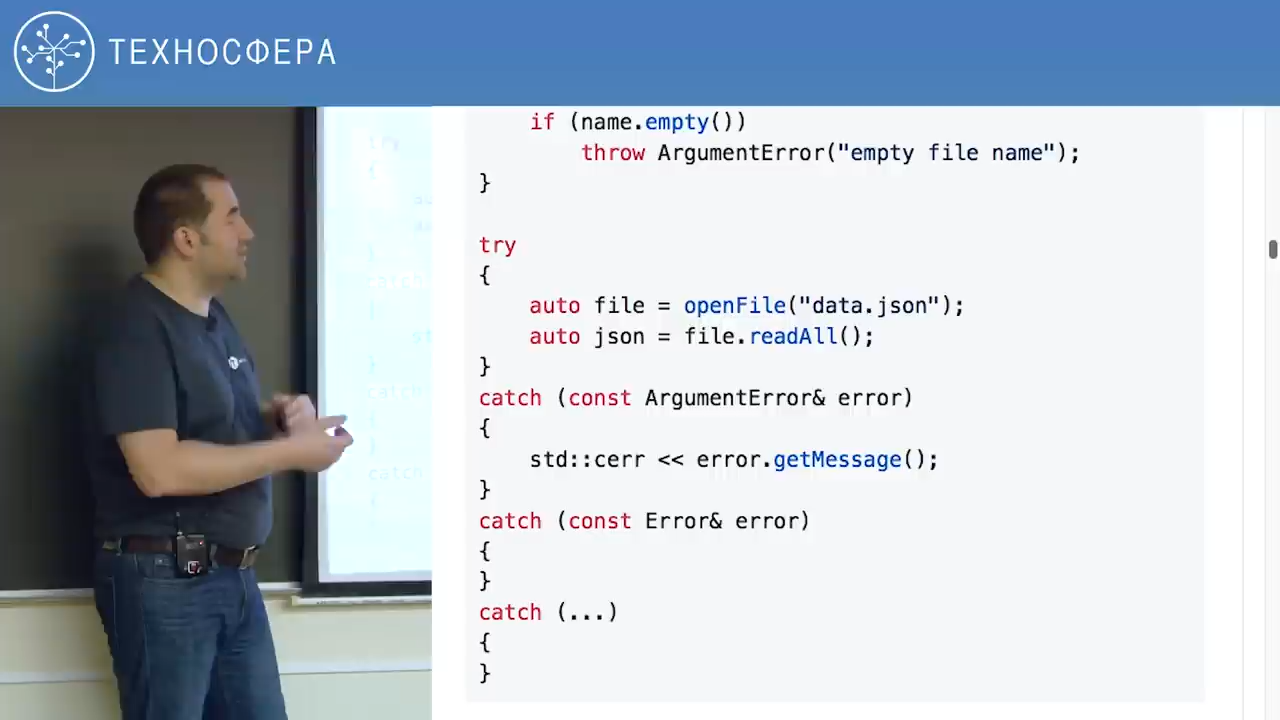 ТЕХНОСФЕРА
if (name.empty())
throw ArgumentError("empty file name");
}
try
{
auto file = openFile("data.json");
auto json = file.readAll();
}
catch (const ArgumentError& error)
{
std::cerr << error.getMessage();
}
catch (const Error& error)
{
}
catch (...)
{
}